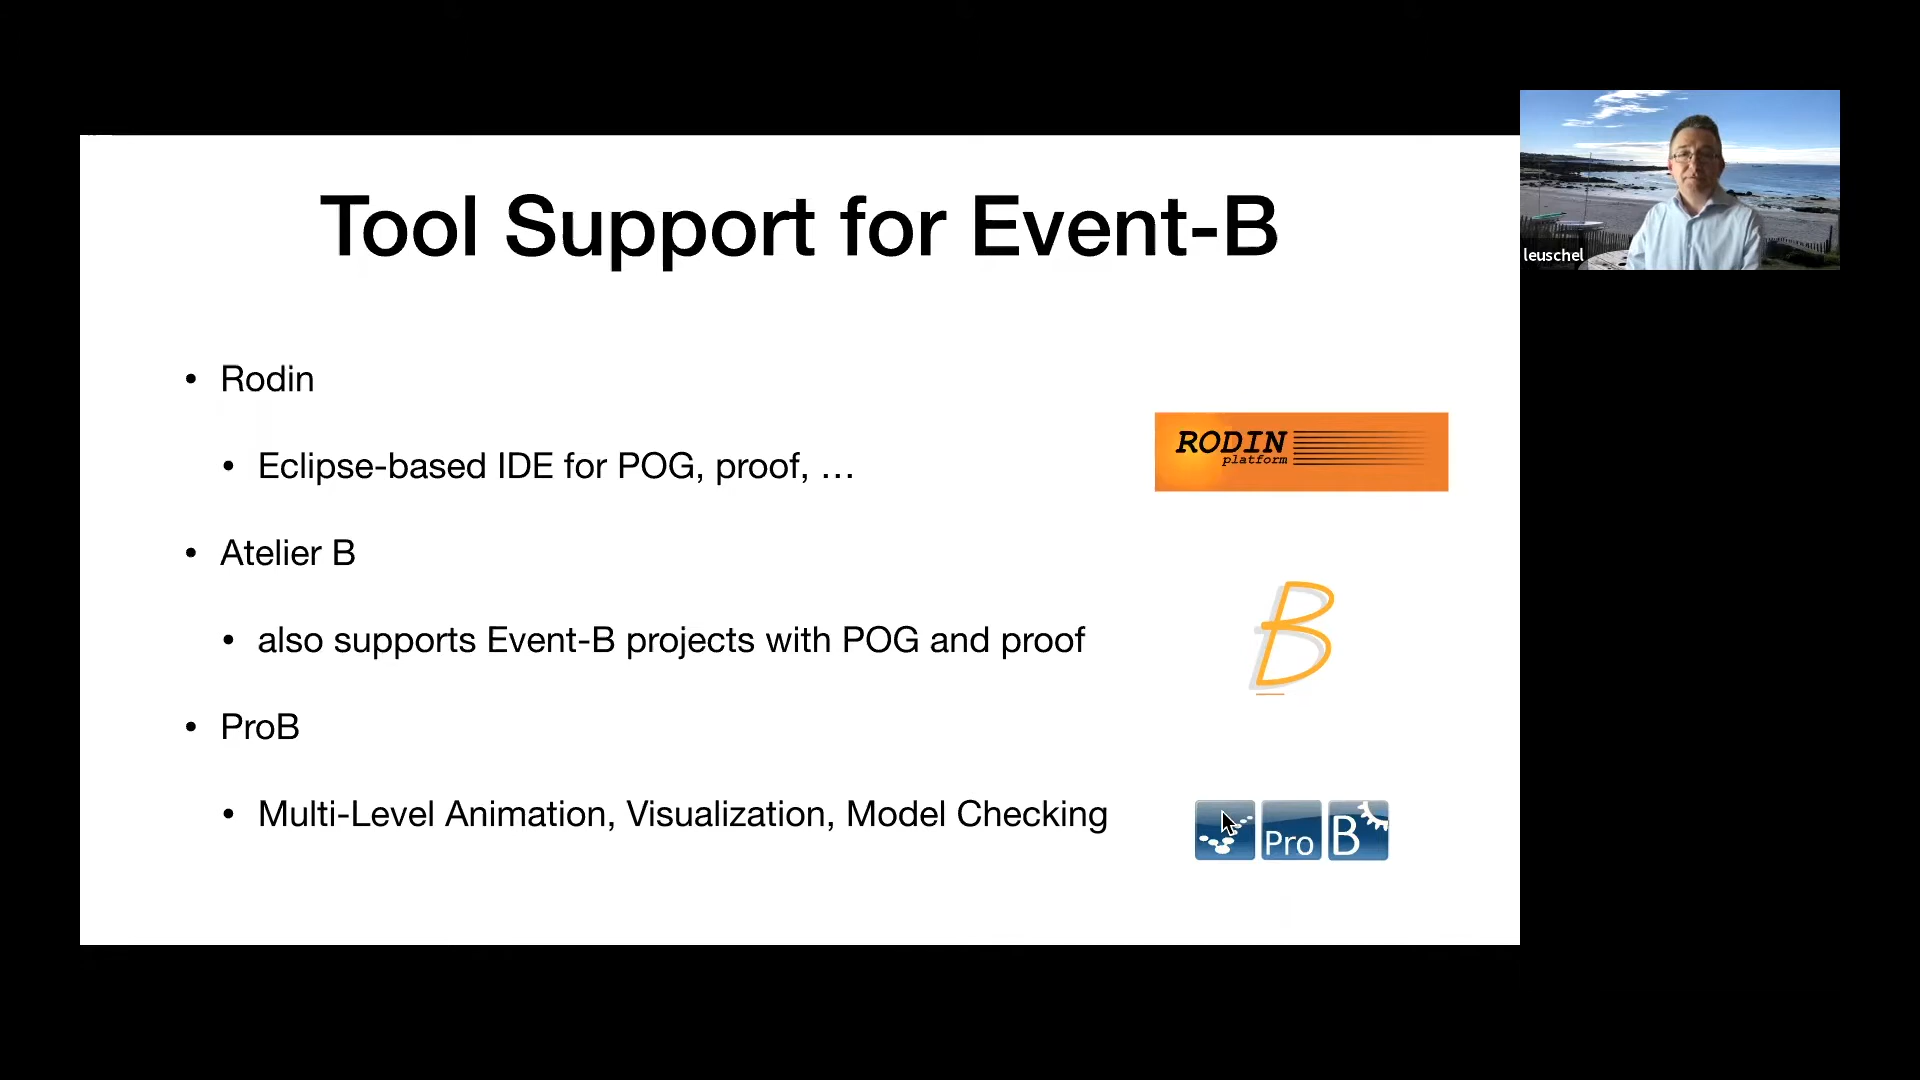 Tool Support for Event-B
leuschel
• Rodin
• Eclipse-based IDE for POG, proof, …
RODIN
platform
• Atelier B
• also supports Event-B projects with POG and proof
B
• ProB
• Multi-Level Animation, Visualization, Model Checking
Pro B